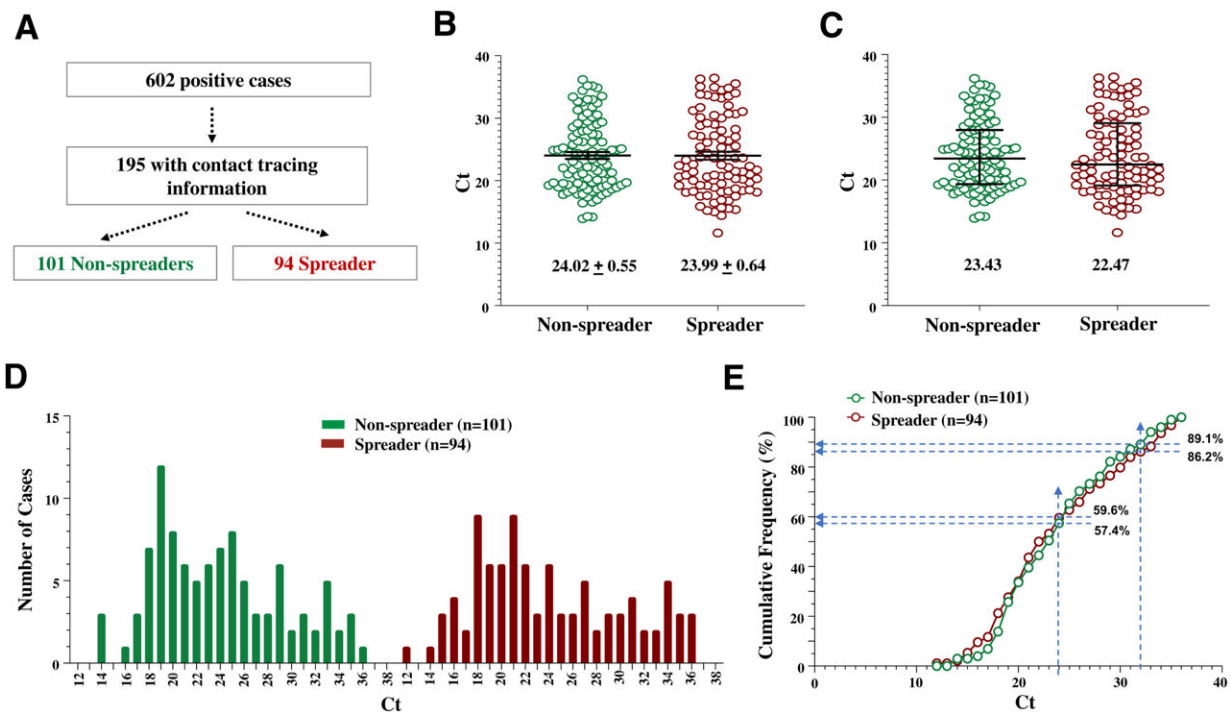 A
602 positive cases
195 with contact tracing
information
101 Non-spreaders
94 Spreader
B
Ct
40
30
20
10
0
24.02 ± 0.55
23.99 ± 0.64
Non-spreader
Spreader
C
Ct
40
30
20
10
0
23.43
22.47
Non-spreader
Spreader
D
Number of Cases
15
10
5
0
Non-spreader (n=101)
Spreader (n=94)
12 14 16 18 20 22 24 26 28 30 32 34 36 38 12 14 16 18 20 22 24 26 28 30 32 34 36 38
Ct
E
Non-spreader (n=101)
Spreader (n=94)
Cumulative Frequency (%)
100
80
60
40
20
0
89.1%
86.2%
59.6%
57.4%
0 10 20 30 40
Ct